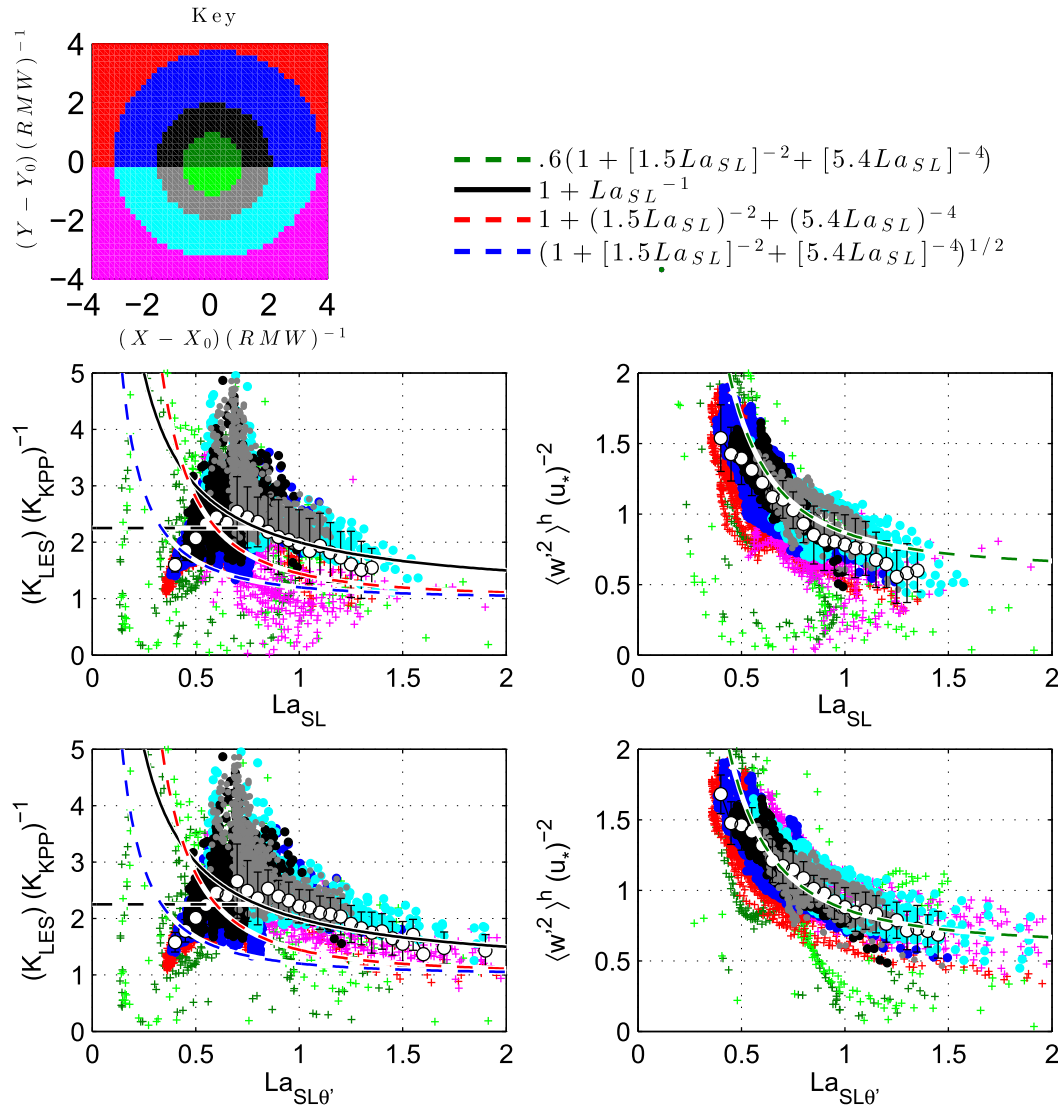 Key
4
2
0
−2
−4
(Y − Y₀)(RMW)⁻¹
−4 −2 0 2 4
(X − X₀)(RMW)⁻¹
.6(1 + [1.5La_SL]⁻² + [5.4La_SL]⁻⁴)
1 + La_SL⁻¹
1 + (1.5La_SL)⁻² + (5.4La_SL)⁻⁴
(1 + [1.5La_SL]⁻² + [5.4La_SL]⁻⁴)^1/2
5
4
3
2
1
0
(K_LES) (K_KPP)⁻¹
0 0.5 1 1.5 2
La_SL
2
1.5
1
0.5
0
⟨w'²⟩ʰ (u_*)⁻²
0 0.5 1 1.5 2
La_SL
5
4
3
2
1
0
(K_LES) (K_KPP)⁻¹
0 0.5 1 1.5 2
La_SLθ'
2
1.5
1
0.5
0
⟨w'²⟩ʰ (u_*)⁻²
0 0.5 1 1.5 2
La_SLθ'